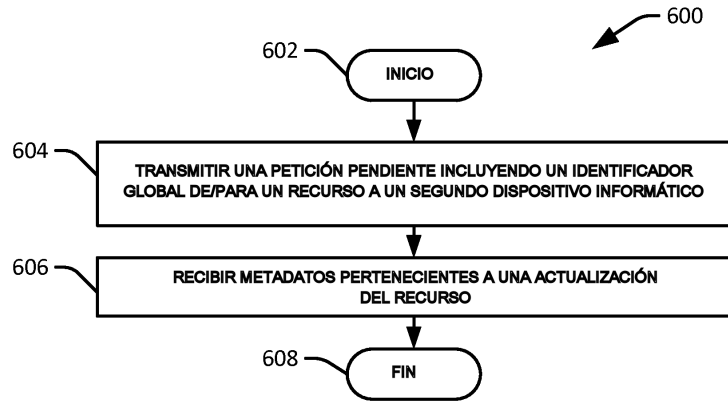 600
602
INICIO
604
TRANSMITIR UNA PETICIÓN PENDIENTE INCLUYENDO UN IDENTIFICADOR
GLOBAL DE/PARA UN RECURSO A UN SEGUNDO DISPOSITIVO INFORMÁTICO
606
RECIBIR METADATOS PERTENECIENTES A UNA ACTUALIZACIÓN
DEL RECURSO
608
FIN